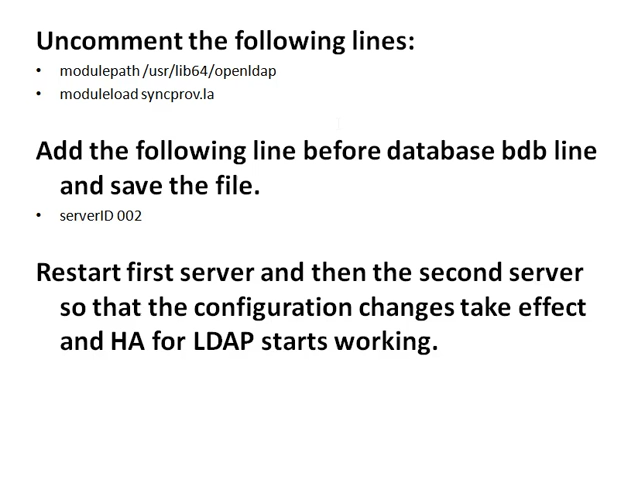 Uncomment the following lines:
• modulepath /usr/lib64/openldap
• moduleload syncprov.la
Add the following line before database bdb line
and save the file.
• serverID 002
Restart first server and then the second server
so that the configuration changes take effect
and HA for LDAP starts working.